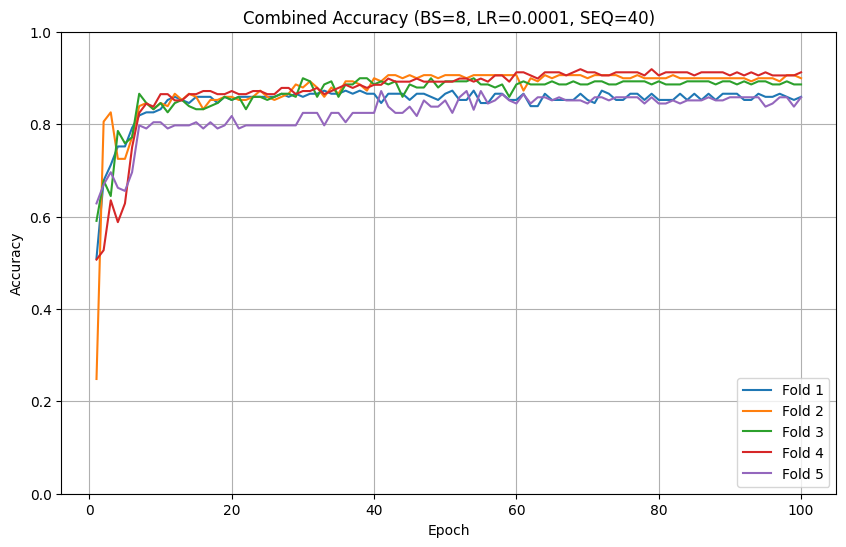 Combined Accuracy (BS=8, LR=0.0001, SEQ=40)
1.0
0.8
0.6
0.4
0.2
0.0
Accuracy
0 20 40 60 80 100
Epoch
Fold 1
Fold 2
Fold 3
Fold 4
Fold 5